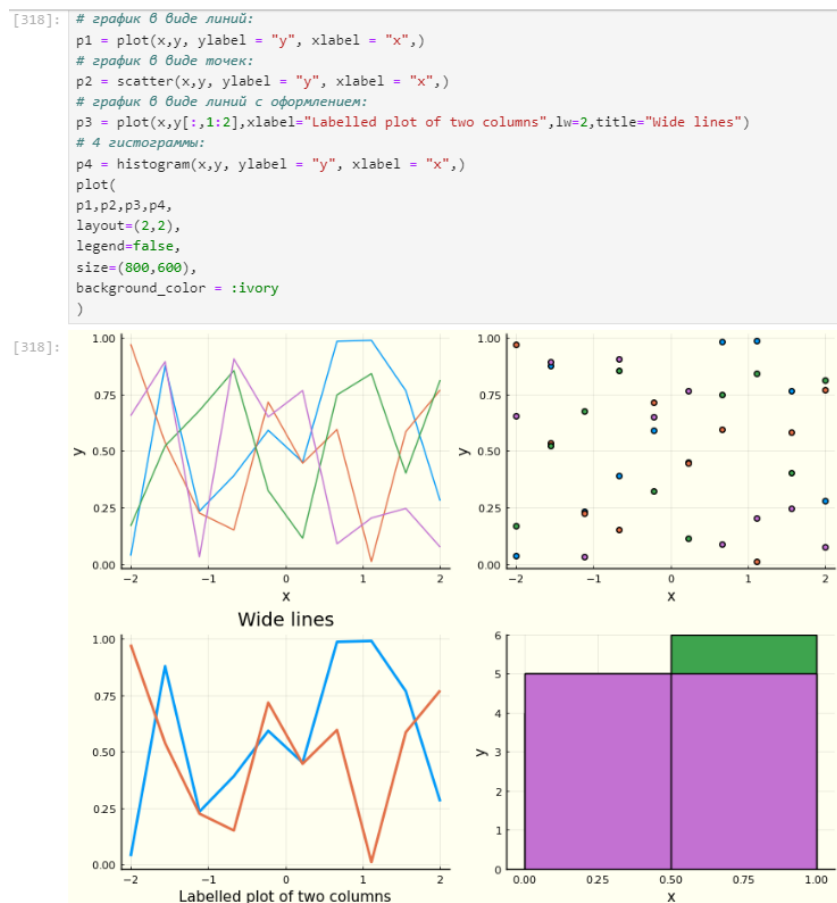 [318]:
# график в виде линий:
p1 = plot(x,y, ylabel = "y", xlabel = "x",)
# график в виде точек:
p2 = scatter(x,y, ylabel = "y", xlabel = "x",)
# график в виде линий с оформлением:
p3 = plot(x,y[:,1:2],xlabel="Labelled plot of two columns",lw=2,title="Wide lines")
# 4 гистограммы:
p4 = histogram(x,y, ylabel = "y", xlabel = "x",)
plot(
p1,p2,p3,p4,
layout=(2,2),
legend=false,
size=(800,600),
background_color = :ivory
)
[318]:
1.00
0.75
0.50
0.25
0.00
y
−2 −1 0 1 2
x
1.00
0.75
0.50
0.25
0.00
y
−2 −1 0 1 2
x
Wide lines
1.00
0.75
0.50
0.25
0.00
−2 −1 0 1 2
Labelled plot of two columns
6
5
4
3
2
1
0
y
0.00 0.25 0.50 0.75 1.00
x